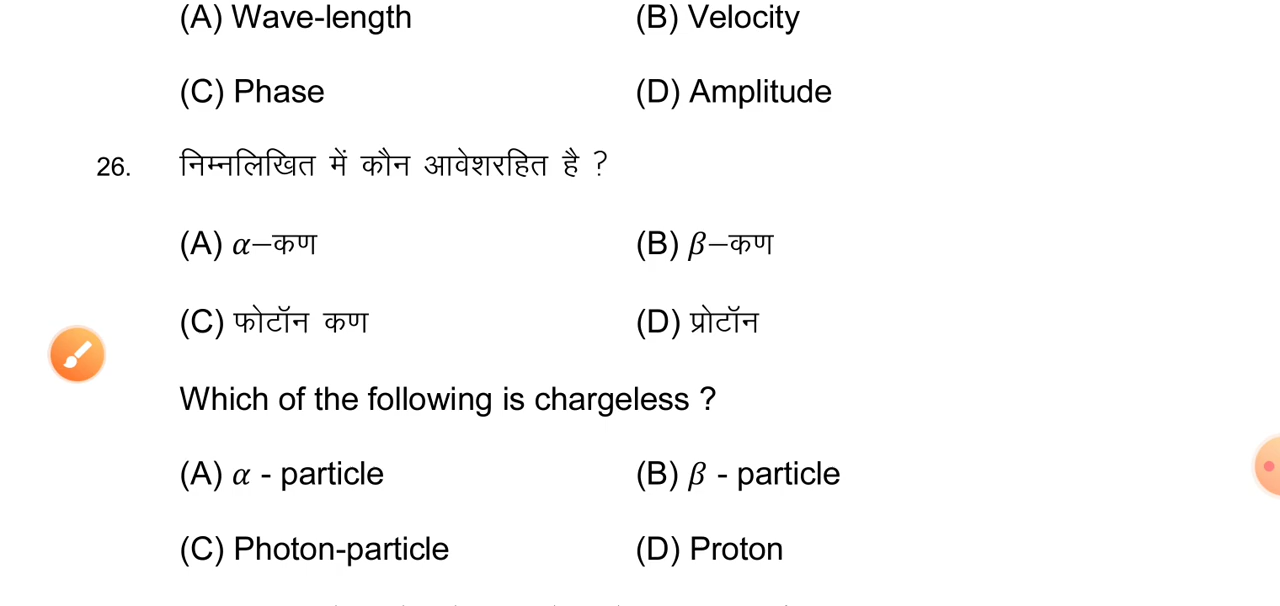 (A) Wave-length (B) Velocity
(C) Phase (D) Amplitude
26. निम्नलिखित में कौन आवेशरहित है ?
(A) α–कण (B) β–कण
(C) फोटॉन कण (D) प्रोटॉन
Which of the following is chargeless ?
(A) α - particle (B) β - particle
(C) Photon-particle (D) Proton